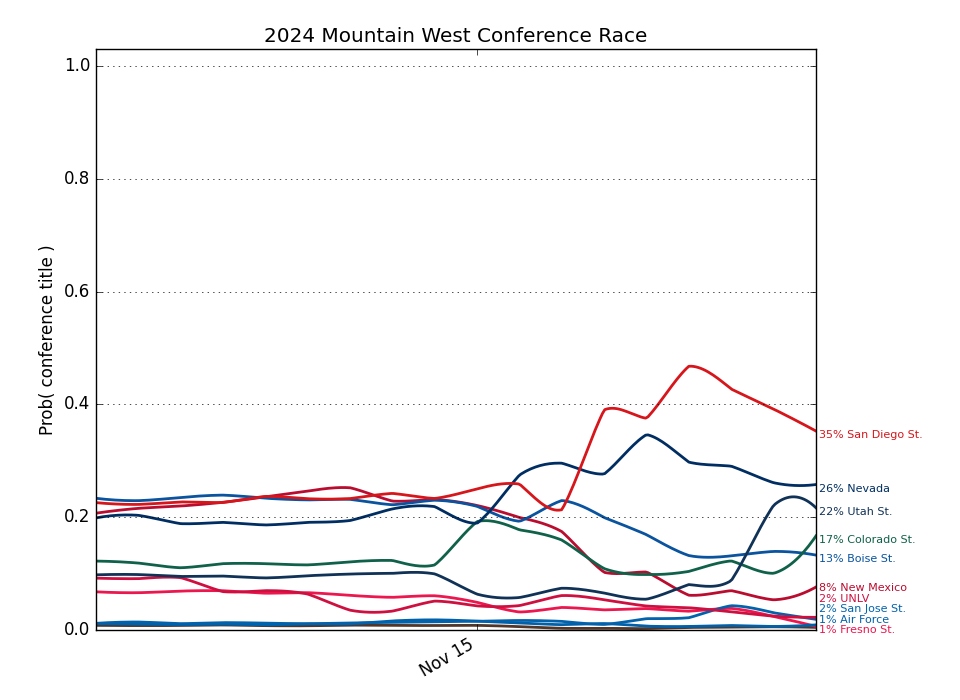 2024 Mountain West Conference Race
Prob( conference title )
1.0
0.8
0.6
0.4
0.2
0.0
Nov 15
35% San Diego St.
26% Nevada
22% Utah St.
17% Colorado St.
13% Boise St.
8% New Mexico
2% UNLV
2% San Jose St.
1% Air Force
1% Fresno St.